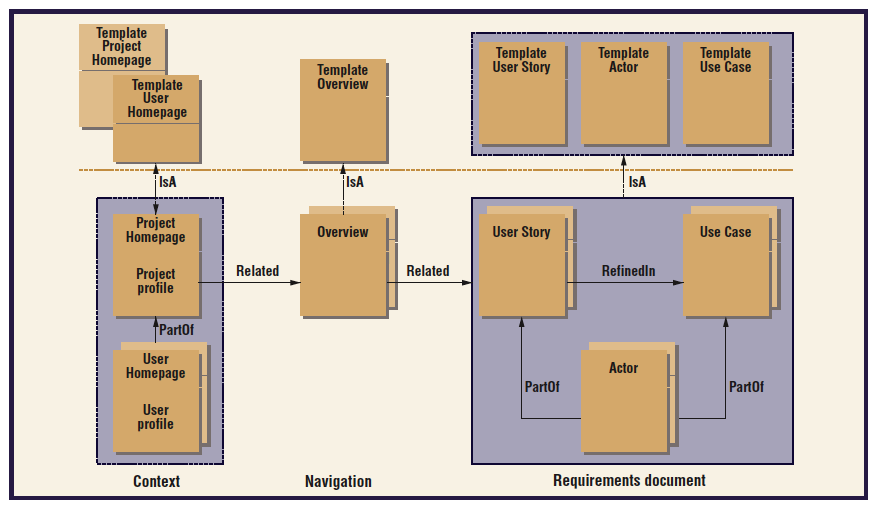 Template
Project
Homepage
Template
User
Homepage
Template
Overview
Template
User Story
Template
Actor
Template
Use Case
IsA
IsA
IsA
Project
Homepage
Project
profile
Related
Overview
Related
User Story
RefinedIn
Use Case
PartOf
User
Homepage
User
profile
Actor
PartOf
PartOf
Context
Navigation
Requirements document